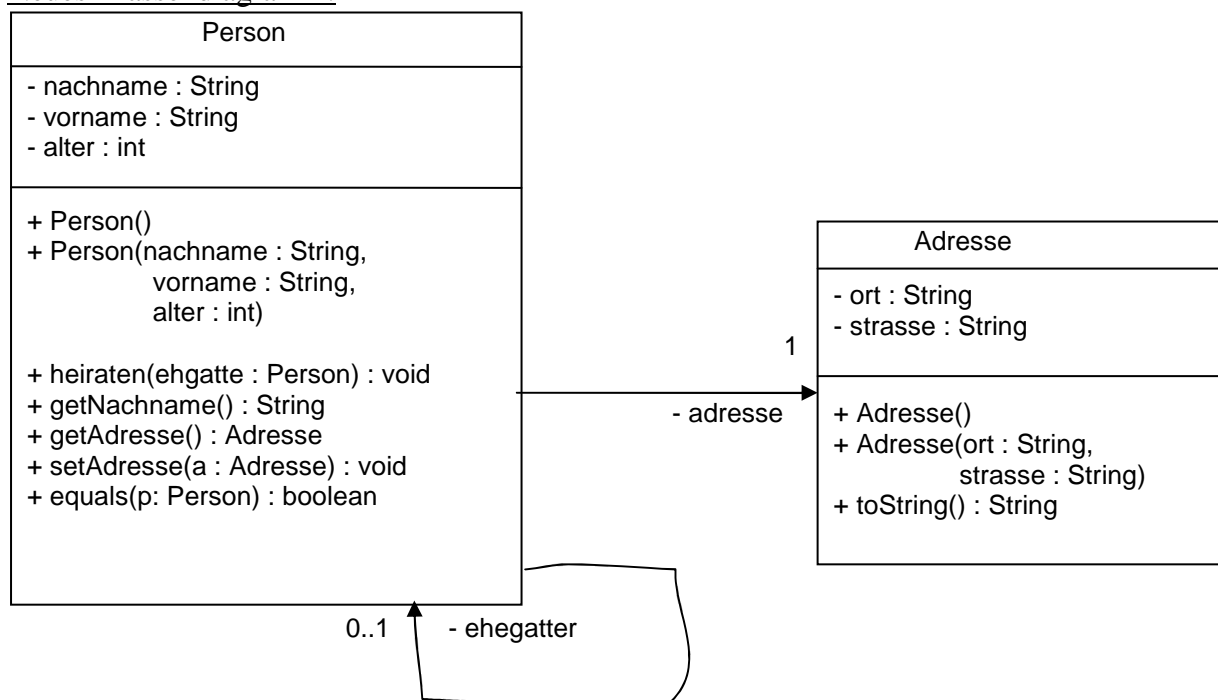 Person
- nachname : String
- vorname : String
- alter : int
+ Person()
+ Person(nachname : String,
vorname : String,
alter : int)
+ heiraten(ehgatte : Person) : void
+ getNachname() : String
+ getAdresse() : Adresse
+ setAdresse(a : Adresse) : void
+ equals(p: Person) : boolean
Adresse
- ort : String
- strasse : String
+ Adresse()
+ Adresse(ort : String,
strasse : String)
+ toString() : String
1
- adresse
0..1
- ehegatter